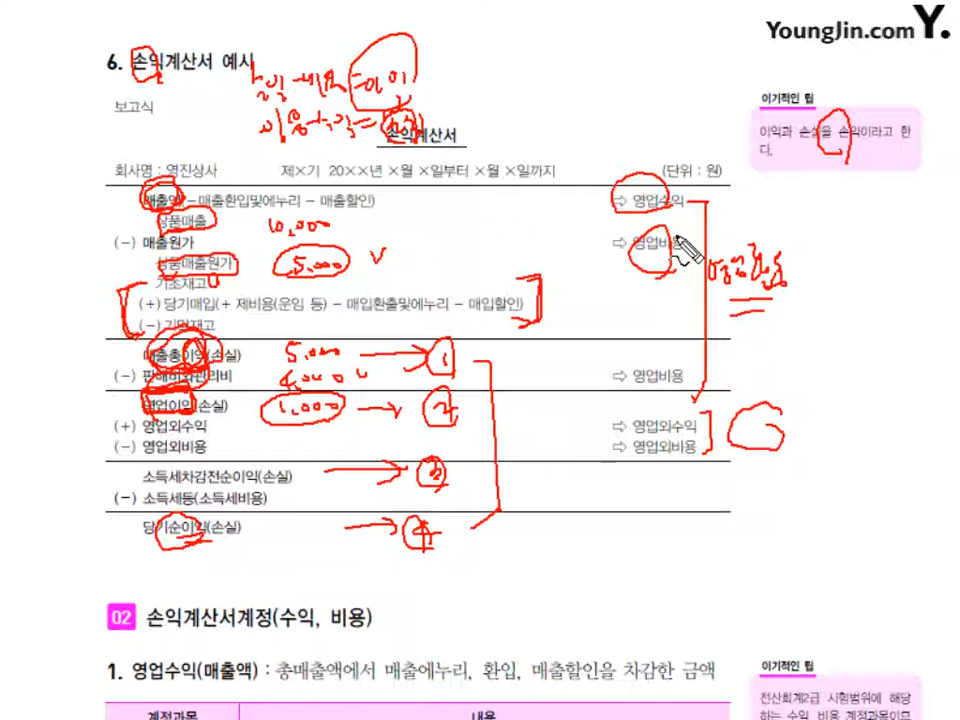 YoungJin.com Y.
6. 손익계산서 예시
보고식
손익계산서
회사명 : 영진상사 제×기 20××년 ×월 ×일부터 ×월 ×일까지 (단위 : 원)
매출액 - 매출환입및에누리 - 매출할인) ⇨ 영업수익
상품매출 10,000
(-) 매출원가 ⇨ 영업비용
상품매출원가 5,000
기초재고
(+) 당기매입(+ 제비용(운임 등) - 매입환출및에누리 - 매입할인)
(-) 기말재고
매출총이익(손실) 5,000 1
(-) 판매비와관리비 4,000 ⇨ 영업비용
영업이익(손실) 1,000 2
(+) 영업외수익 ⇨ 영업외수익
(-) 영업외비용 ⇨ 영업외비용
소득세차감전순이익(손실) 3
(-) 소득세등(소득세비용)
당기순이익(손실) 4
이기적인 팁
이익과 손실을 손익이라고 한
다.
02 손익계산서계정(수익, 비용)
1. 영업수익(매출액) : 총매출액에서 매출에누리, 환입, 매출할인을 차감한 금액
계정과목 내용
이기적인 팁
전산회계2급 시험범위에 해당
하는 수익, 비용 계정과목이므